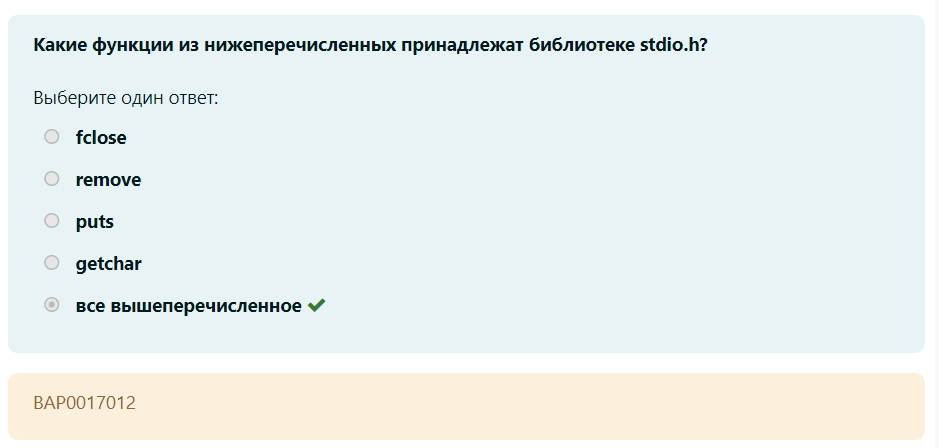 Какие функции из нижеперечисленных принадлежат библиотеке stdio.h?
Выберите один ответ:
fclose
remove
puts
getchar
все вышеперечисленное
BAP0017012